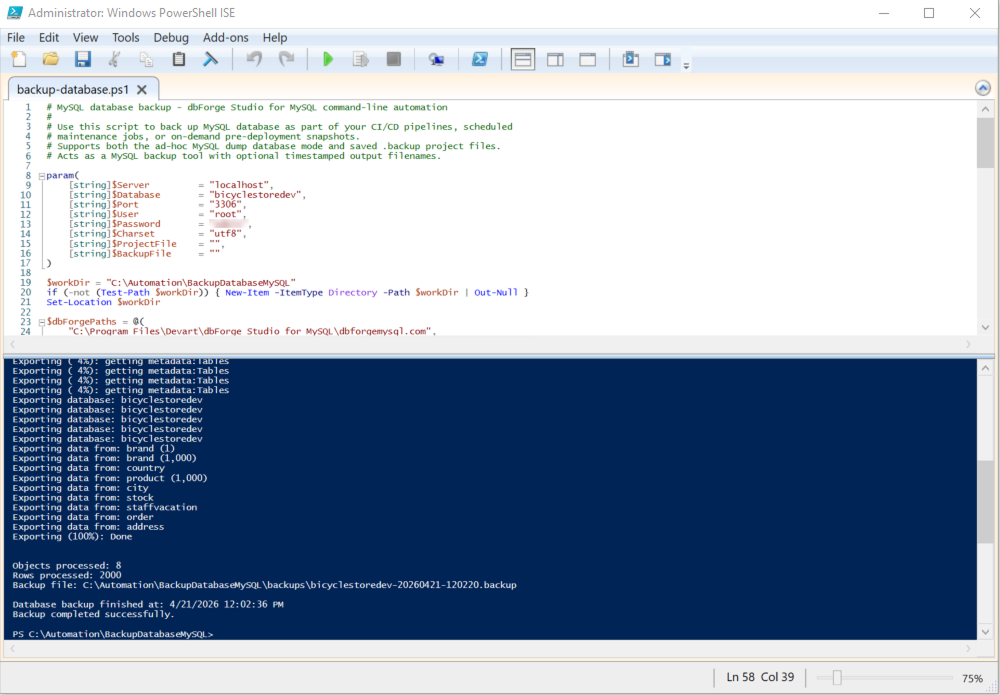 Administrator: Windows PowerShell ISE
File Edit View Tools Debug Add-ons Help
backup-database.ps1
1 # MySQL database backup - dbForge Studio for MySQL command-line automation
2 #
3 # Use this script to back up MySQL database as part of your CI/CD pipelines, scheduled
4 # maintenance jobs, or on-demand pre-deployment snapshots.
5 # Supports both the ad-hoc MySQL dump database mode and saved .backup project files.
6 # Acts as a MySQL backup tool with optional timestamped output filenames.
7
8 param(
9 [string]$Server = "localhost",
10 [string]$Database = "bicyclestoredev",
11 [string]$Port = "3306",
12 [string]$User = "root",
13 [string]$Password = ,
14 [string]$Charset = "utf8",
15 [string]$ProjectFile = "",
16 [string]$BackupFile = ""
17 )
18
19 $workDir = "C:\Automation\BackupDatabaseMySQL"
20 if (-not (Test-Path $workDir)) { New-Item -ItemType Directory -Path $workDir | Out-Null }
21 Set-Location $workDir
22
23 $dbForgePaths = @(
24 "C:\Program Files\Devart\dbForge Studio for MySQL\dbforgemysql.com",
Exporting ( 4%): getting metadata:Tables
Exporting ( 4%): getting metadata:Tables
Exporting ( 4%): getting metadata:Tables
Exporting ( 4%): getting metadata:Tables
Exporting database: bicyclestoredev
Exporting database: bicyclestoredev
Exporting database: bicyclestoredev
Exporting database: bicyclestoredev
Exporting database: bicyclestoredev
Exporting data from: brand (1)
Exporting data from: brand (1,000)
Exporting data from: country
Exporting data from: product (1,000)
Exporting data from: city
Exporting data from: stock
Exporting data from: staffvacation
Exporting data from: order
Exporting data from: address
Exporting (100%): Done
Objects processed: 8
Rows processed: 2000
Backup file: C:\Automation\BackupDatabaseMySQL\backups\bicyclestoredev-20260421-120220.backup
Database backup finished at: 4/21/2026 12:02:36 PM
Backup completed successfully.
PS C:\Automation\BackupDatabaseMySQL>
Ln 58 Col 39
75%